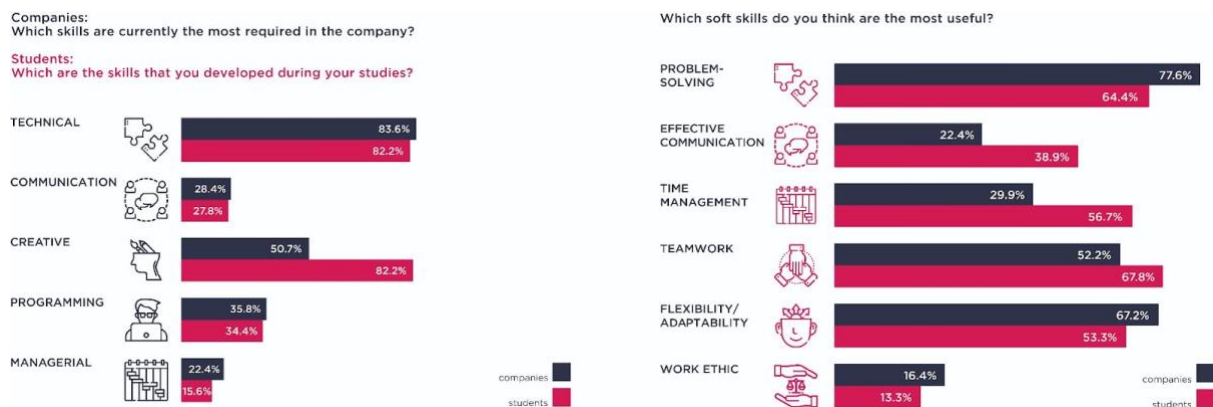 Companies:
Which skills are currently the most required in the company?
Students:
Which are the skills that you developed during your studies?
TECHNICAL
83.6%
82.2%
COMMUNICATION
28.4%
27.8%
CREATIVE
50.7%
82.2%
PROGRAMMING
35.8%
34.4%
MANAGERIAL
22.4%
15.6%
companies
students
Which soft skills do you think are the most useful?
PROBLEM-
SOLVING
77.6%
64.4%
EFFECTIVE
COMMUNICATION
22.4%
38.9%
TIME
MANAGEMENT
29.9%
56.7%
TEAMWORK
52.2%
67.8%
FLEXIBILITY/
ADAPTABILITY
67.2%
53.3%
WORK ETHIC
16.4%
13.3%
companies
students